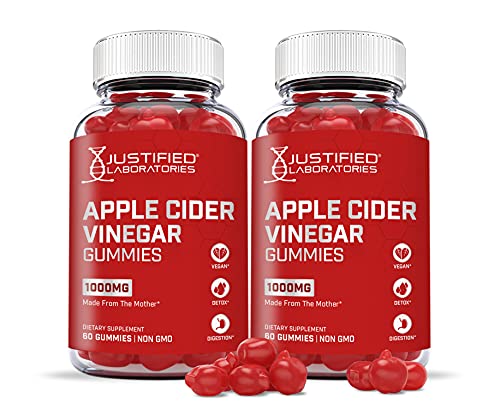 JUSTIFIED®
LABORATORIES
APPLE CIDER
VINEGAR
GUMMIES
1000MG
Made From The Mother*
VEGAN*
DETOX*
DIGESTION*
DIETARY SUPPLEMENT
60 GUMMIES | NON GMO
JUSTIFIED®
LABORATORIES
APPLE CIDER
VINEGAR
GUMMIES
1000MG
Made From The Mother*
VEGAN*
DETOX*
DIGESTION*
DIETARY SUPPLEMENT
60 GUMMIES | NON GMO